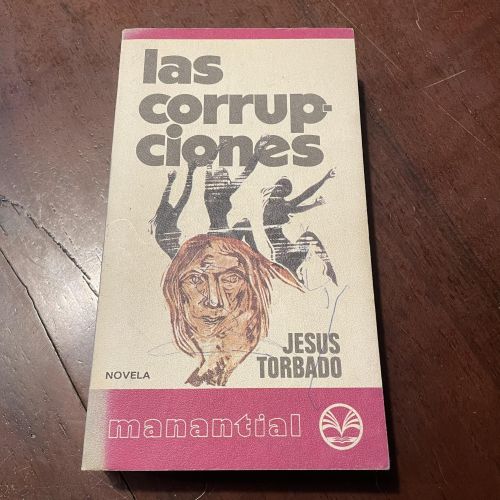 las
corrup-
ciones
JESUS
TORBADO
NOVELA
manantial